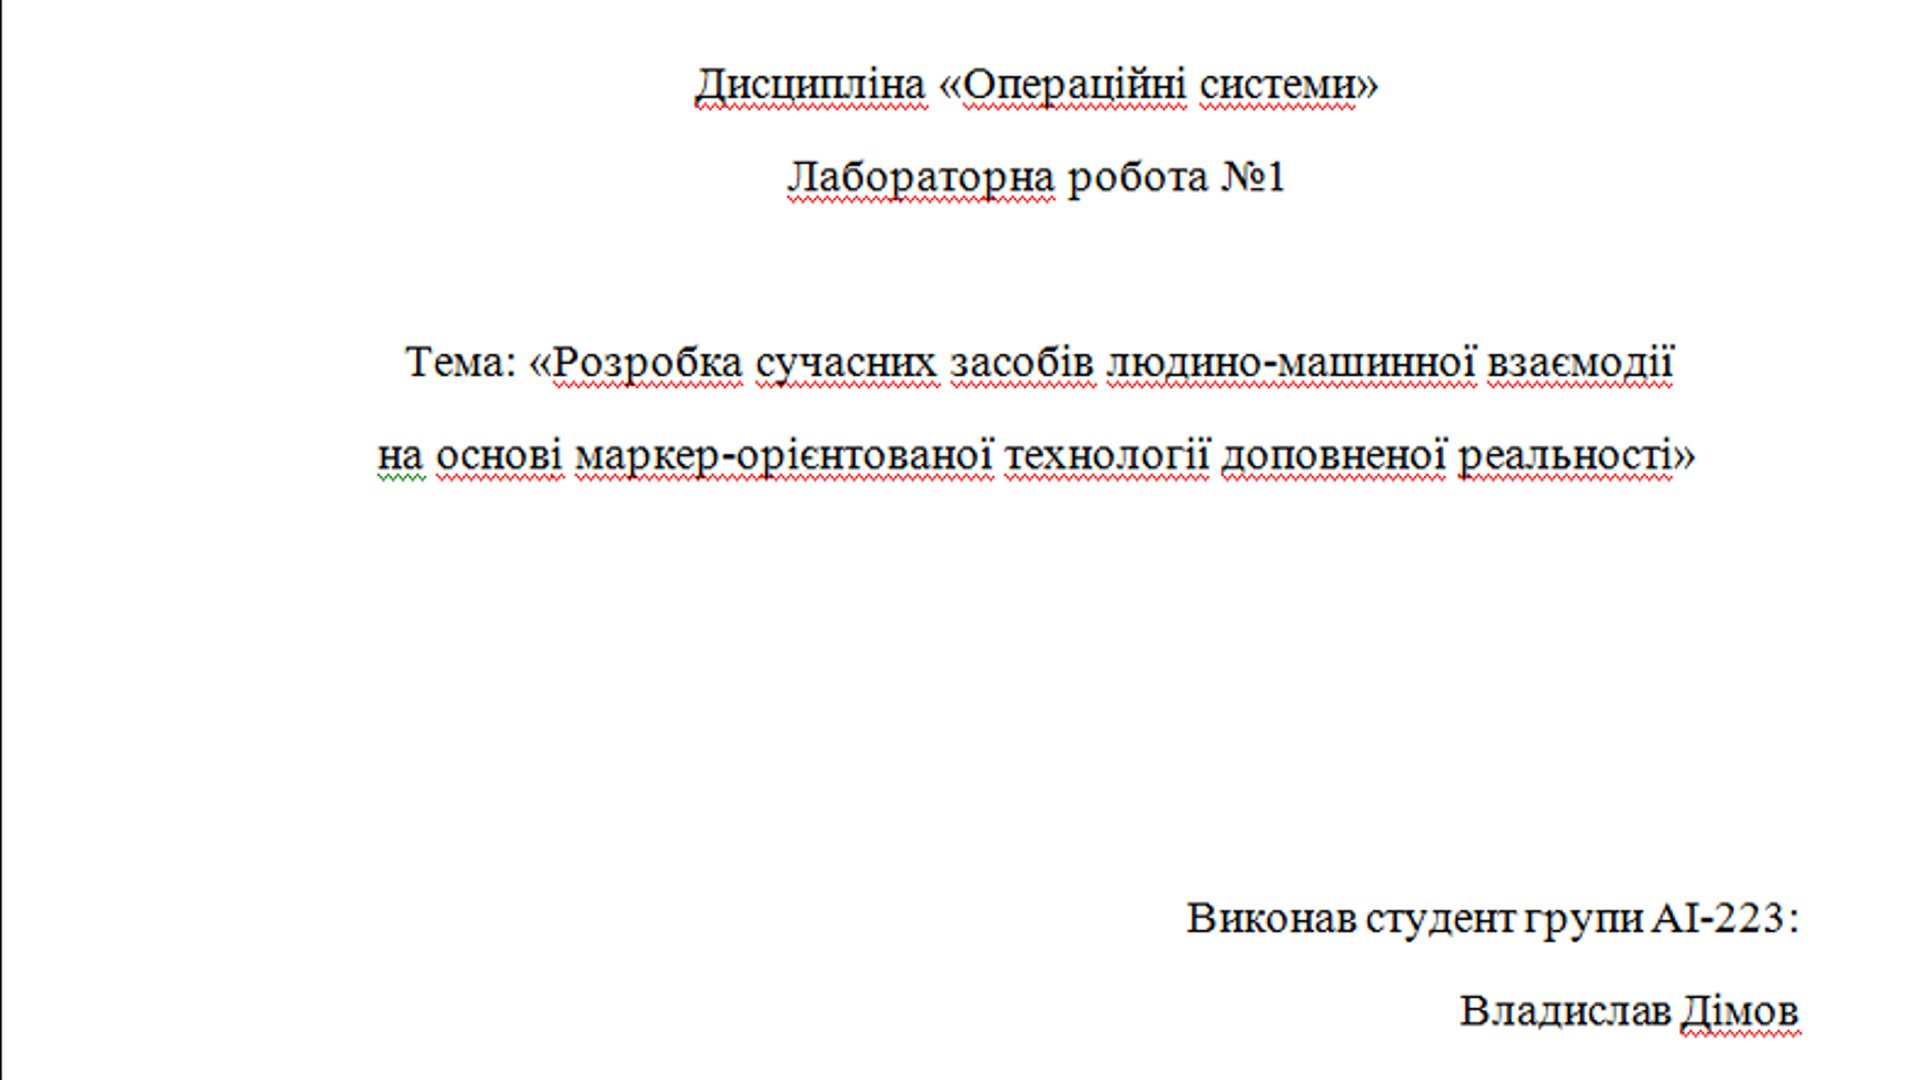 Дисципліна «Операційні системи»
Лабораторна робота №1
Тема: «Розробка сучасних засобів людино-машинної взаємодії
на основі маркер-орієнтованої технології доповненої реальності»
Виконав студент групи АІ-223:
Владислав Дімов